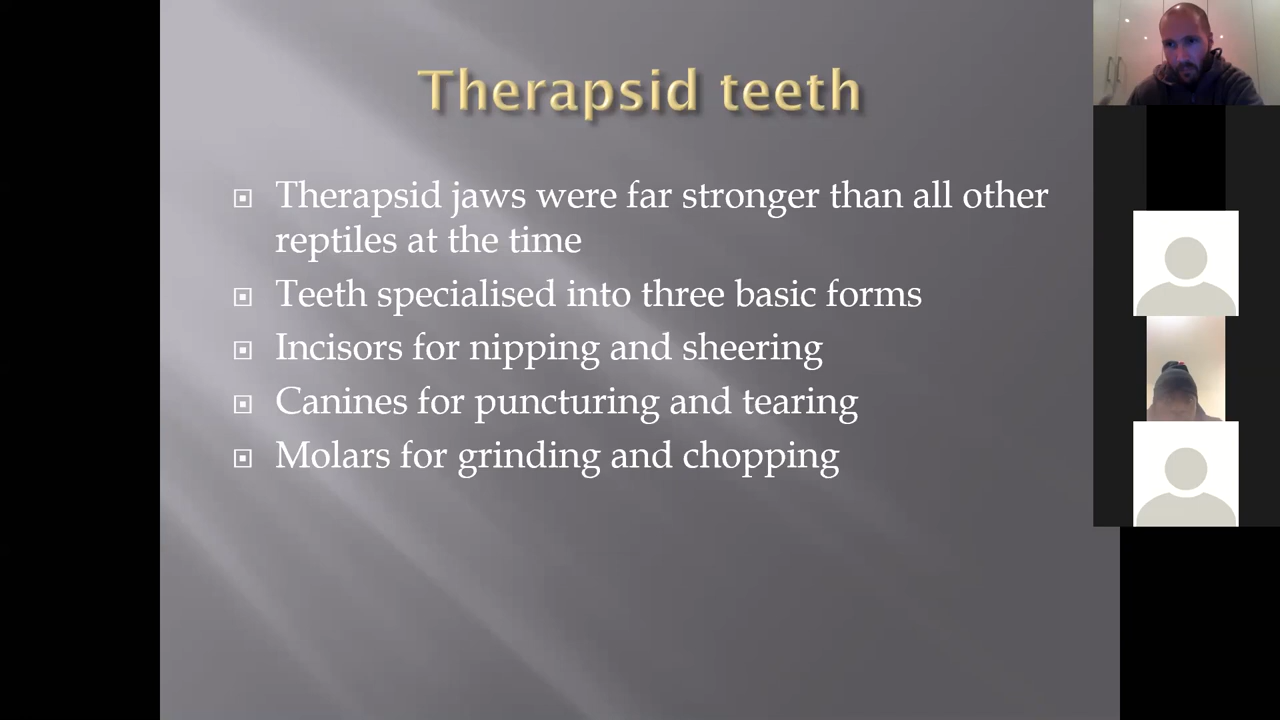 Therapsid teeth
Therapsid jaws were far stronger than all other
reptiles at the time
Teeth specialised into three basic forms
Incisors for nipping and sheering
Canines for puncturing and tearing
Molars for grinding and chopping